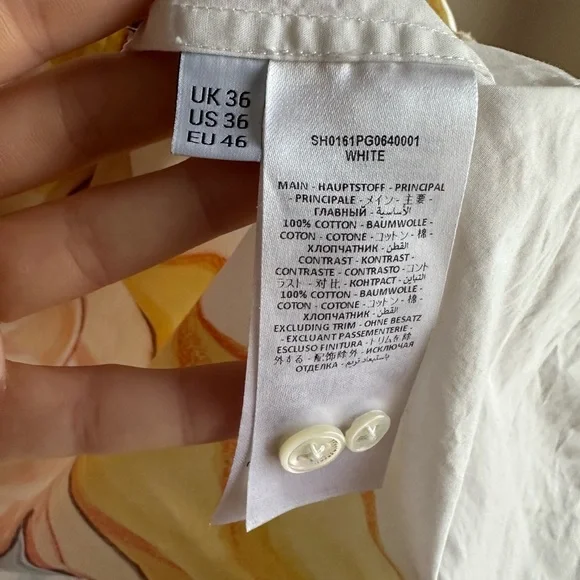 UK 36
US 36
EU 46
SH0161PG0640001
WHITE
MAIN - HAUPTSTOFF - PRINCIPAL
- PRINCIPALE - メイン - 主要 -
ГЛАВНЫЙ - الأساسية
100% COTTON - BAUMWOLLE -
COTON - COTONE - コットン - 棉 -
ХЛОПЧАТНИК - القطن
CONTRAST - KONTRAST -
CONTRASTE - CONTRASTO - コント
ラスト - 对比 - КОНТРАСТ - التباين
100% COTTON - BAUMWOLLE -
COTON - COTONE - コットン - 棉 -
ХЛОПЧАТНИК - القطن
EXCLUDING TRIM - OHNE BESATZ
- EXCLUANT PASSEMENTERIE -
ESCLUSO FINITURA - トリムを除
外する - 配饰除外 - ИСКЛЮЧАЯ
ОТДЕЛКА - باستبعاد تزيم